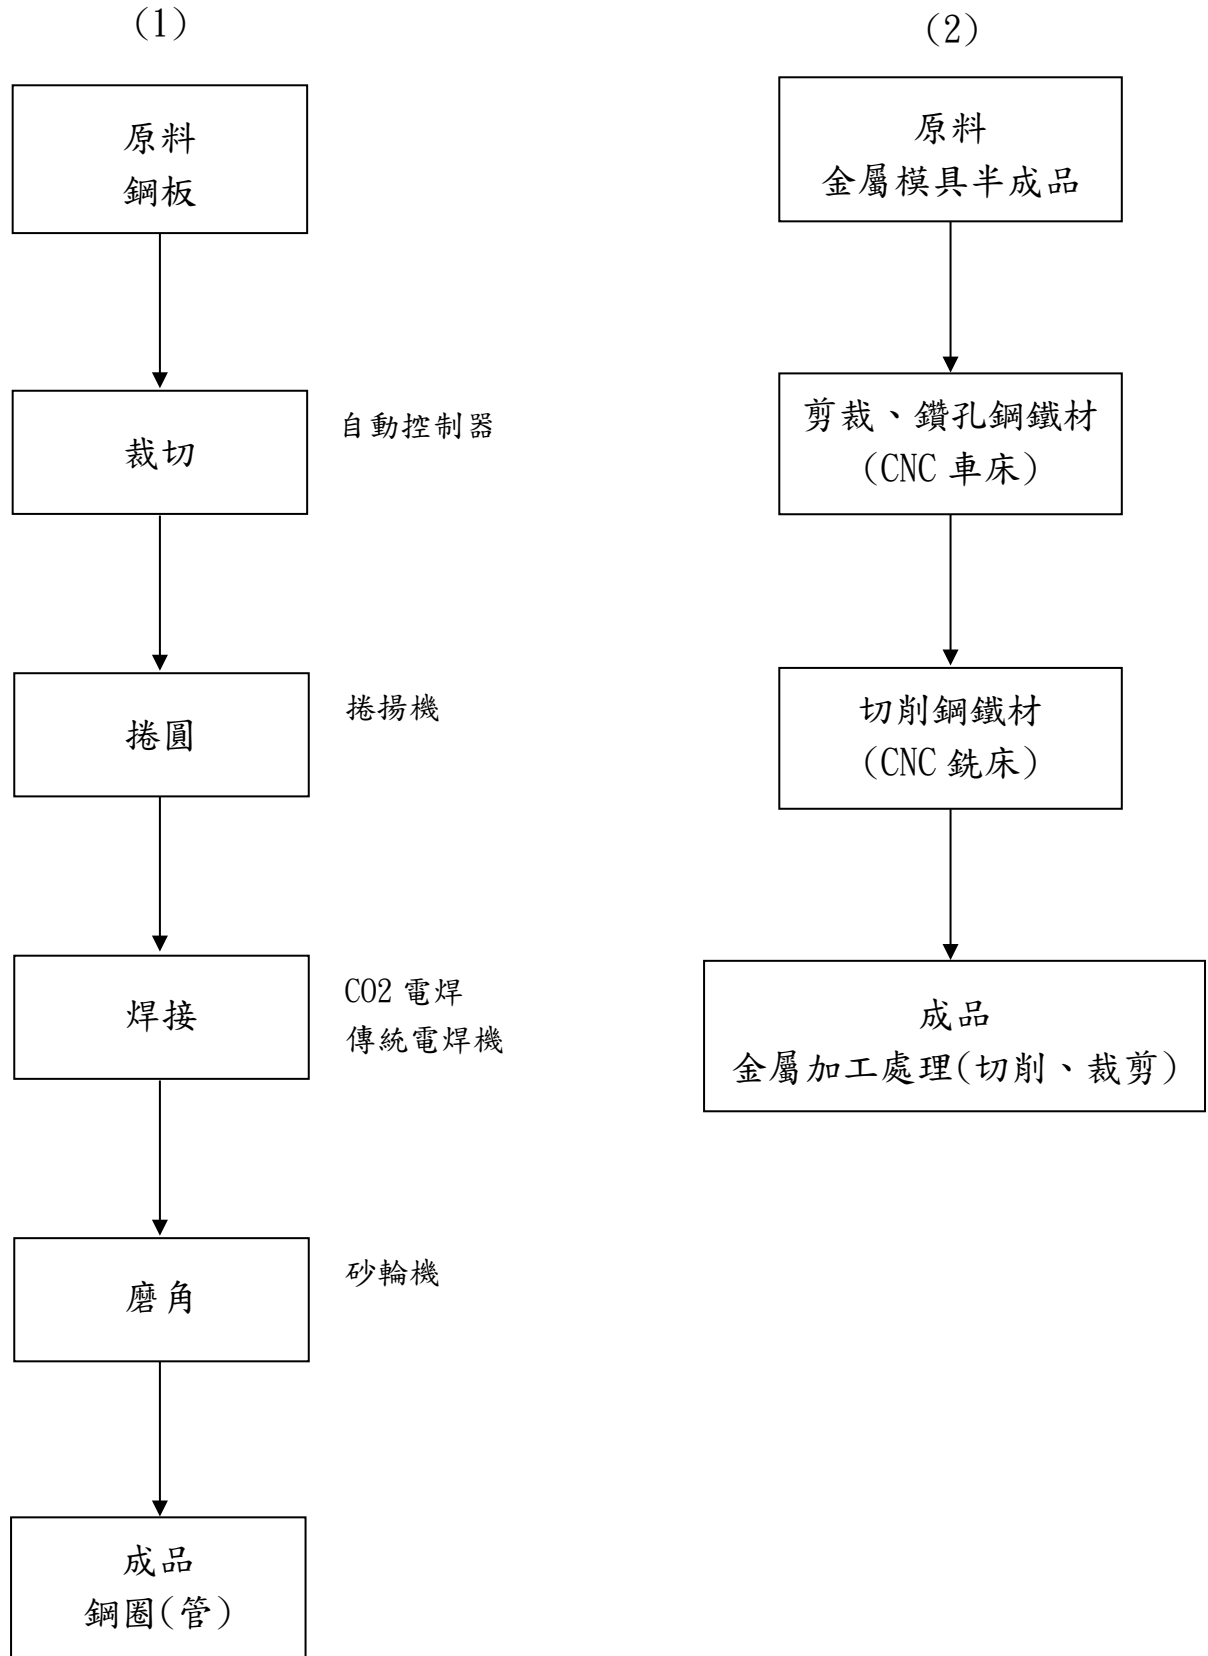 (1)
原料
鋼板
裁切
自動控制器
捲圓
捲揚機
焊接
CO2 電焊
傳統電焊機
磨角
砂輪機
成品
鋼圈(管)
(2)
原料
金屬模具半成品
剪裁、鑽孔鋼鐵材
(CNC 車床)
切削鋼鐵材
(CNC 銑床)
成品
金屬加工處理(切削、裁剪)